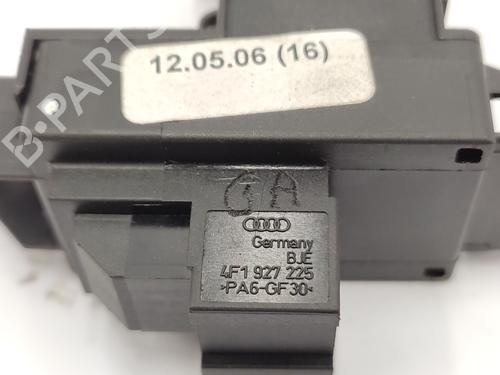 12.05.06 (16)
B-PARTS
GA
Germany
BJE
4F1 927 225
>PA6-GF30<